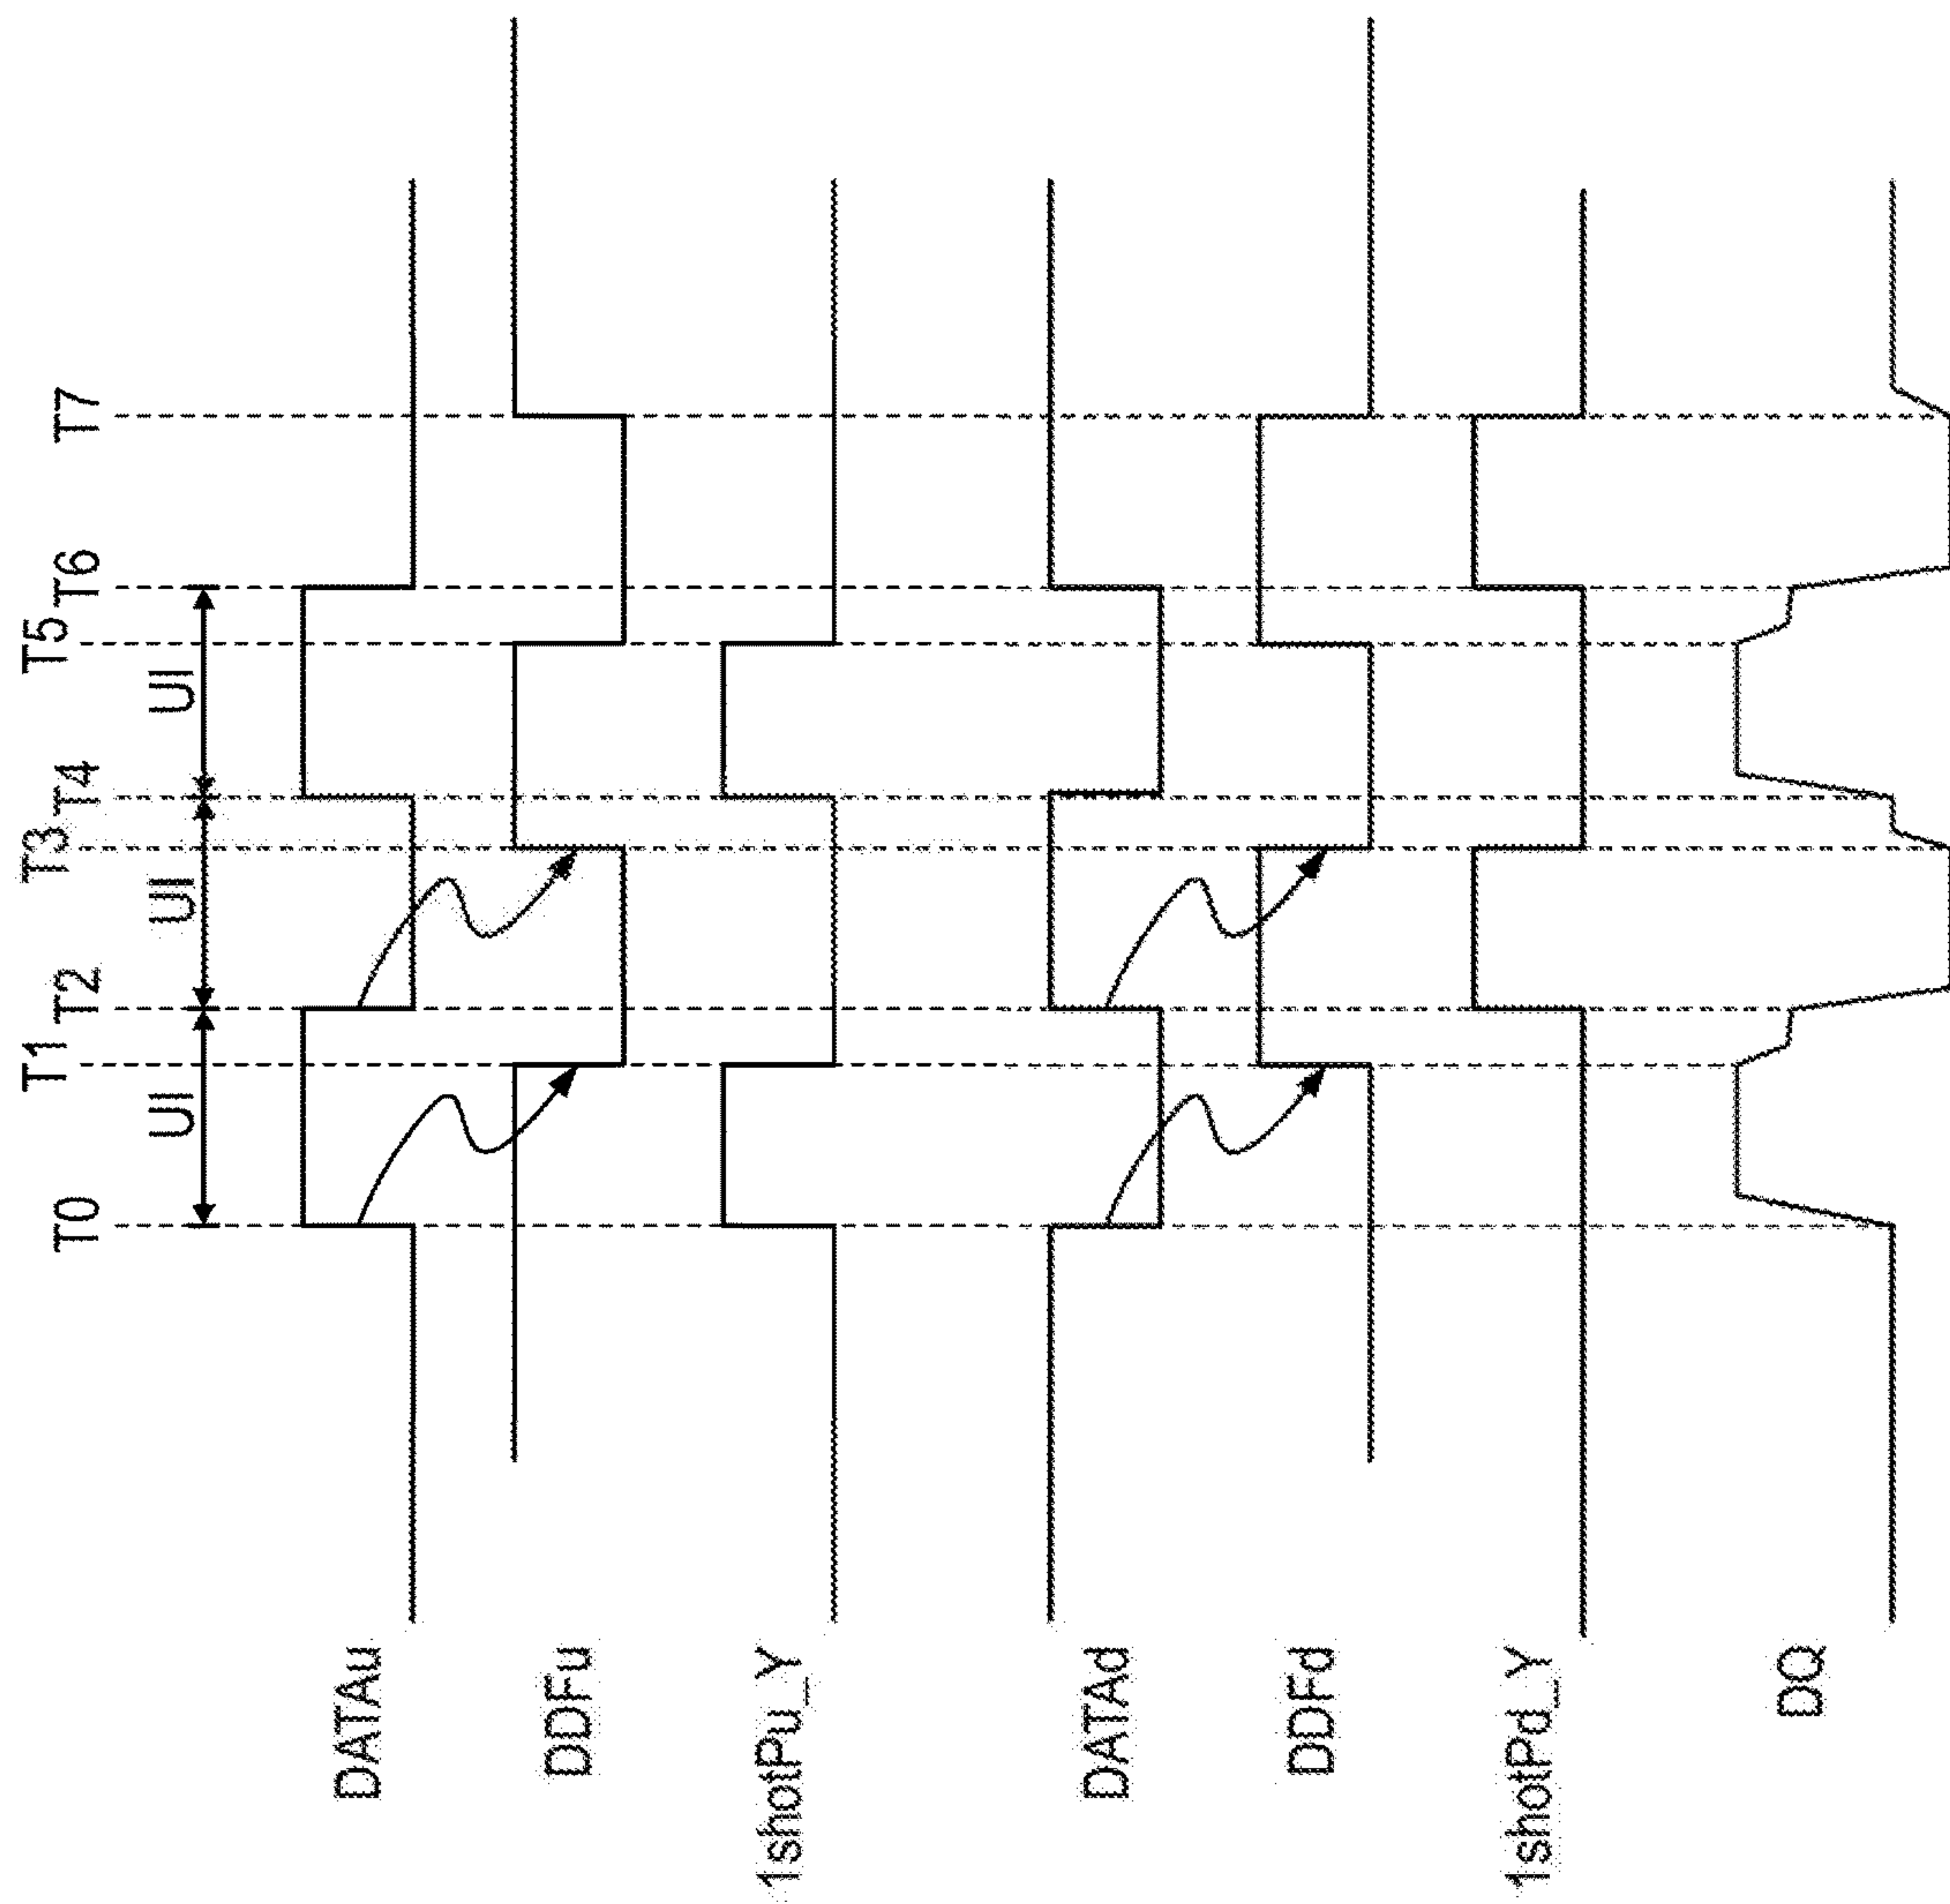 T0 T1 T2 T3 T4 T5 T6 T7
UI UI UI
DATAu
DDFu
1shotPu_Y
DATAd
DDFd
1shotPd_Y
DQ